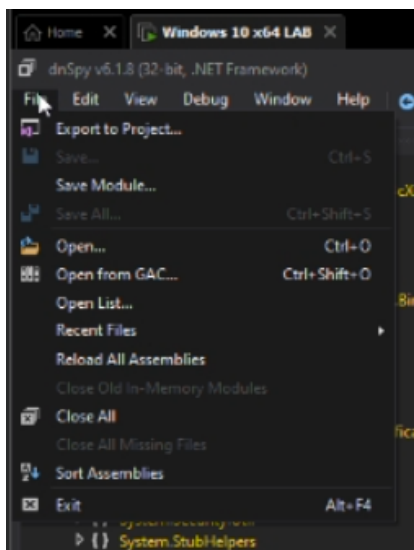 Home
Windows 10 x64 LAB
dnSpy v6.1.8 (32-bit, .NET Framework)
File Edit View Debug Window Help
Export to Project...
Save... Ctrl+S
Save Module...
Save All... Ctrl+Shift+S
Open... Ctrl+O
Open from GAC... Ctrl+Shift+O
Open List...
Recent Files
Reload All Assemblies
Close Old In-Memory Modules
Close All
Close All Missing Files
Sort Assemblies
Exit Alt+F4
{ } System.StubHelpers